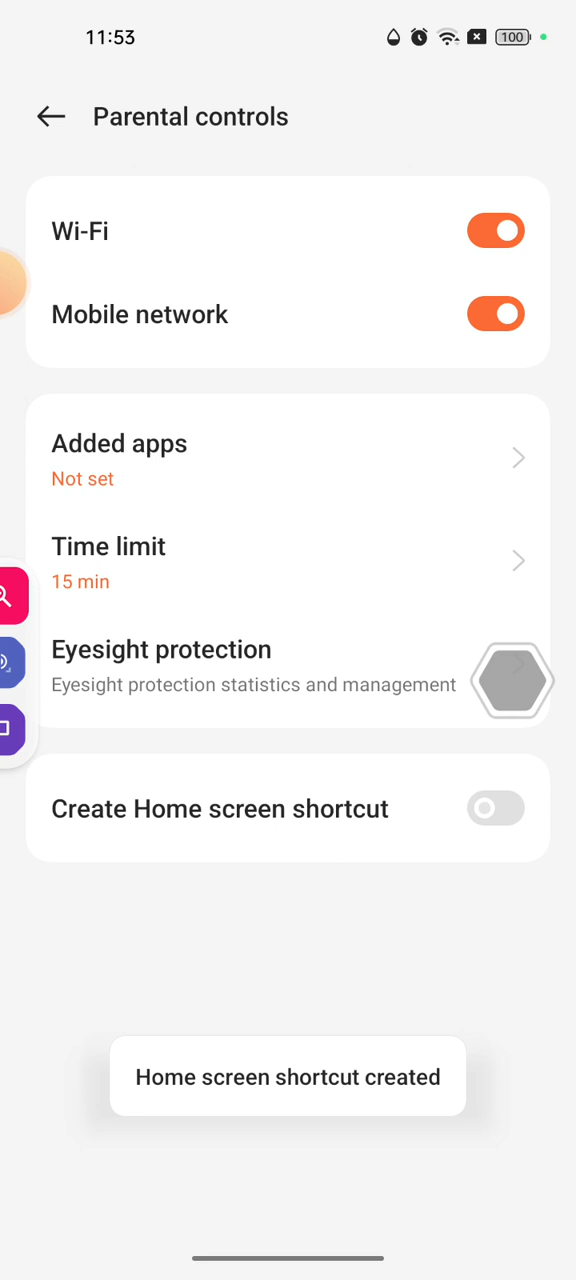 11:53
100
Parental controls
Wi-Fi
Mobile network
Added apps
Not set
Time limit
15 min
Eyesight protection
Eyesight protection statistics and management
Create Home screen shortcut
Home screen shortcut created